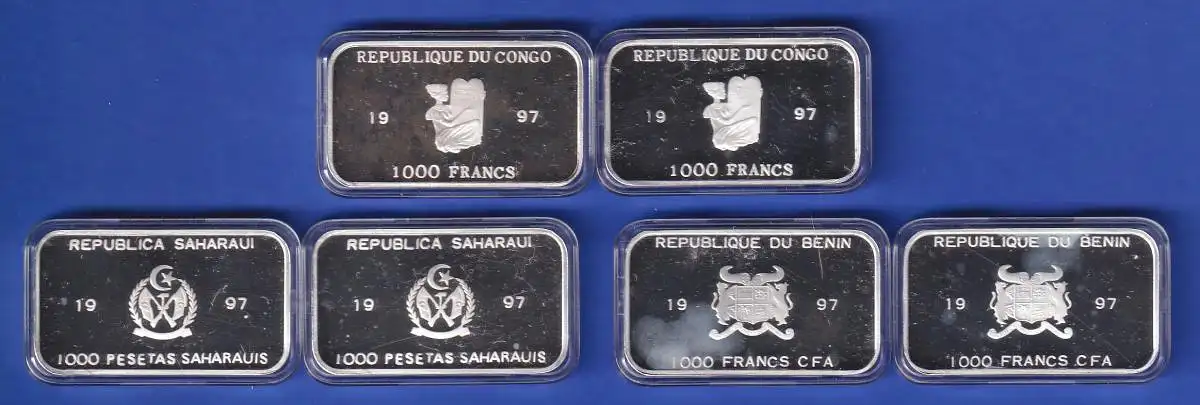 REPUBLIQUE DU CONGO
19 97
1000 FRANCS
REPUBLIQUE DU CONGO
19 97
1000 FRANCS
REPUBLICA SAHARAUI
19 97
1000 PESETAS SAHARAUIS
REPUBLICA SAHARAUI
19 97
1000 PESETAS SAHARAUIS
REPUBLIQUE DU BENIN
19 97
1000 FRANCS CFA
REPUBLIQUE DU BENIN
19 97
1000 FRANCS CFA